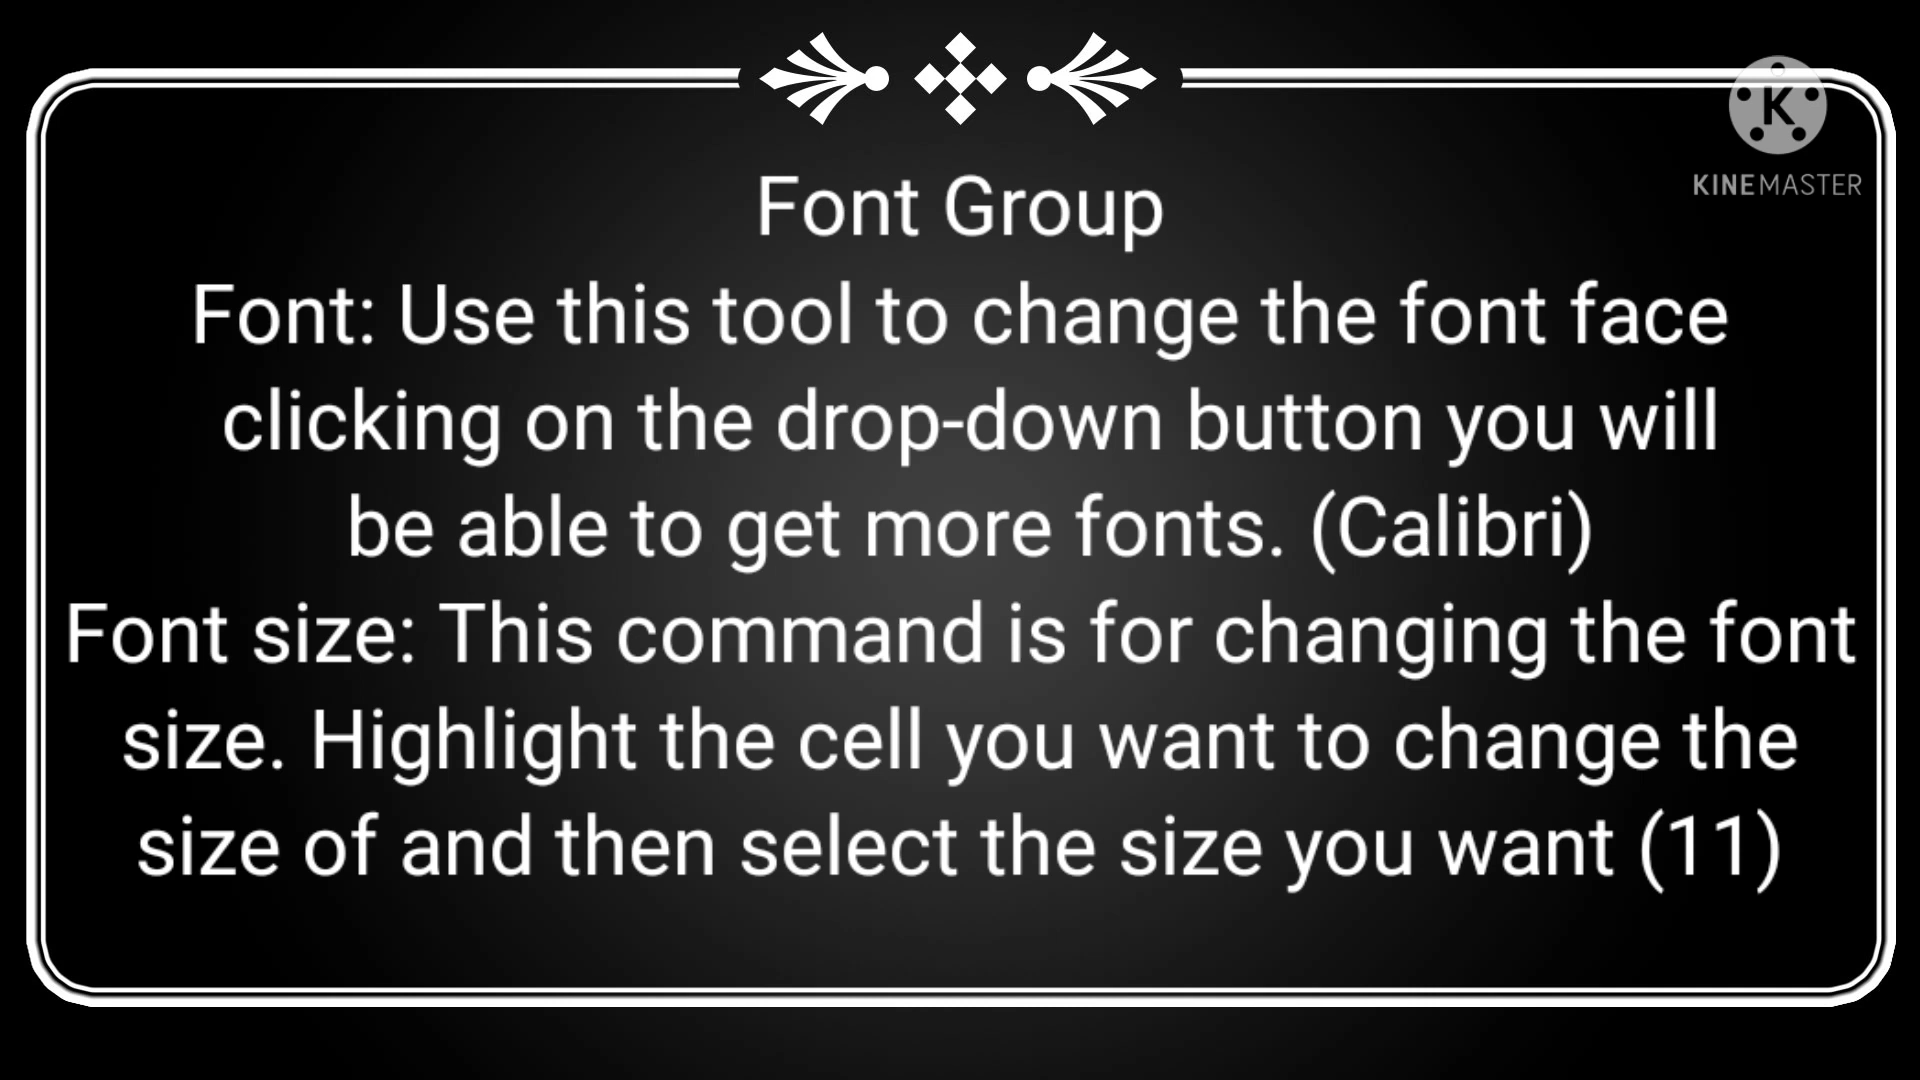 K
KINEMASTER
Font Group
Font: Use this tool to change the font face
clicking on the drop-down button you will
be able to get more fonts. (Calibri)
Font size: This command is for changing the font
size. Highlight the cell you want to change the
size of and then select the size you want (11)